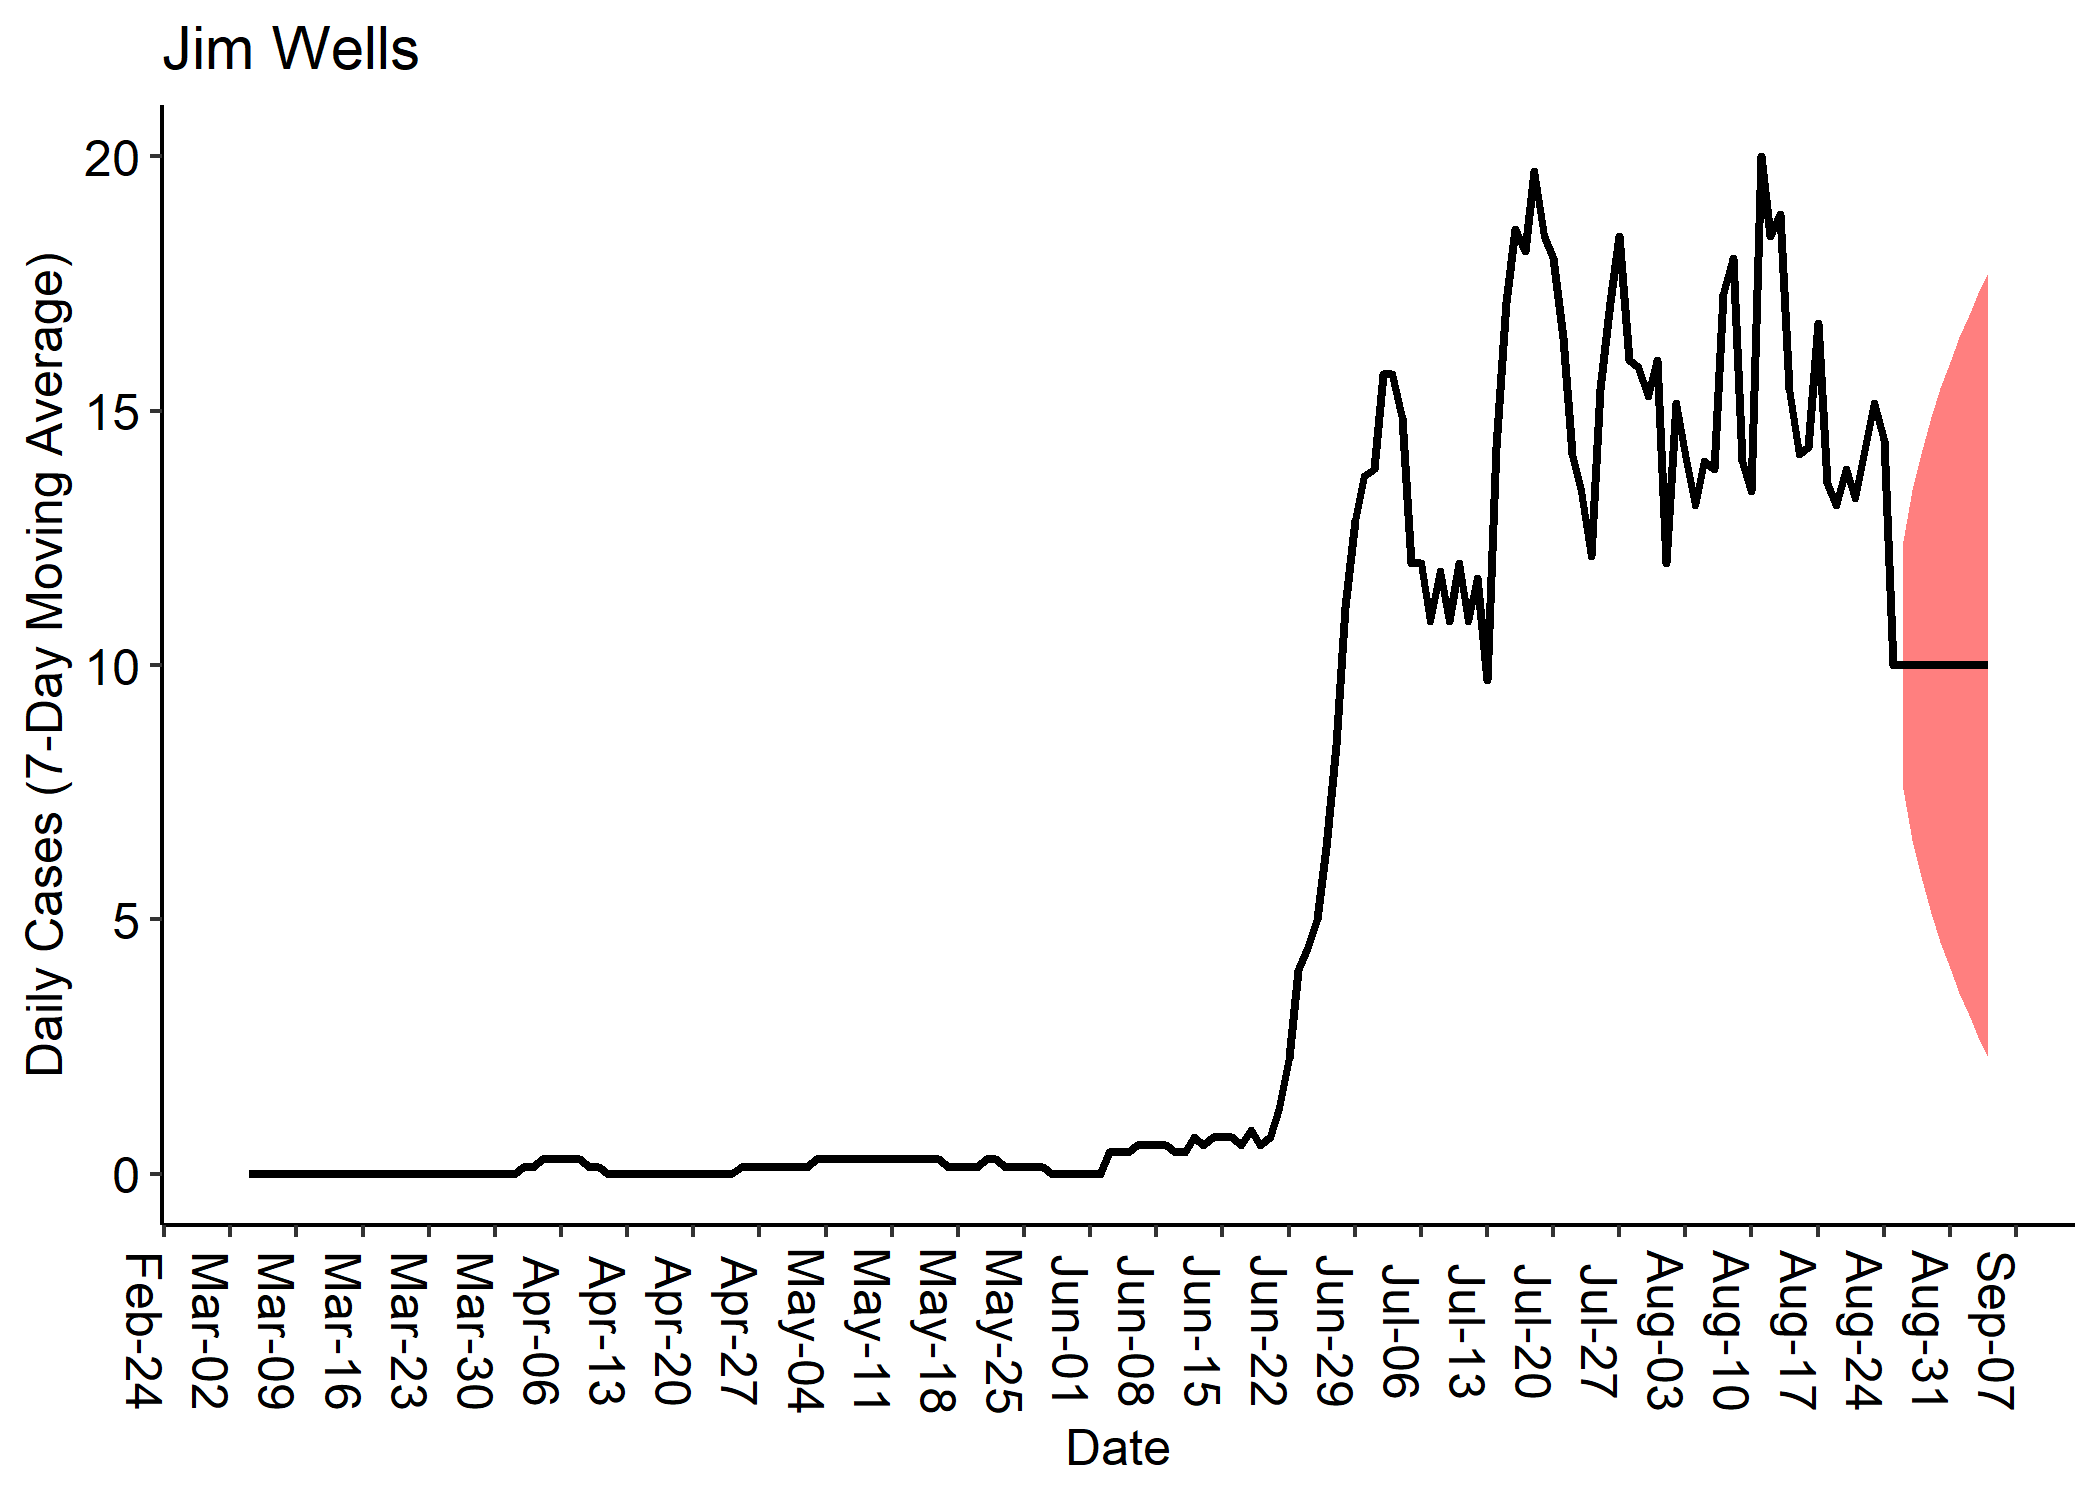 Jim Wells
Daily Cases (7-Day Moving Average)
20
15
10
5
0
Feb-24
Mar-02
Mar-09
Mar-16
Mar-23
Mar-30
Apr-06
Apr-13
Apr-20
Apr-27
May-04
May-11
May-18
May-25
Jun-01
Jun-08
Jun-15
Jun-22
Jun-29
Jul-06
Jul-13
Jul-20
Jul-27
Aug-03
Aug-10
Aug-17
Aug-24
Aug-31
Sep-07
Date